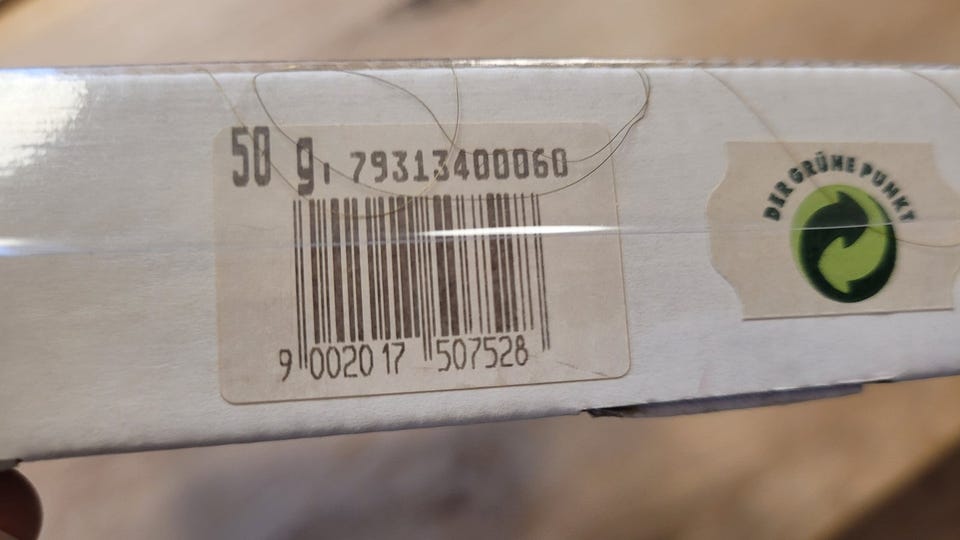 50 g, 79313400060
9 002017 507528
DER GRÜNE PUNKT